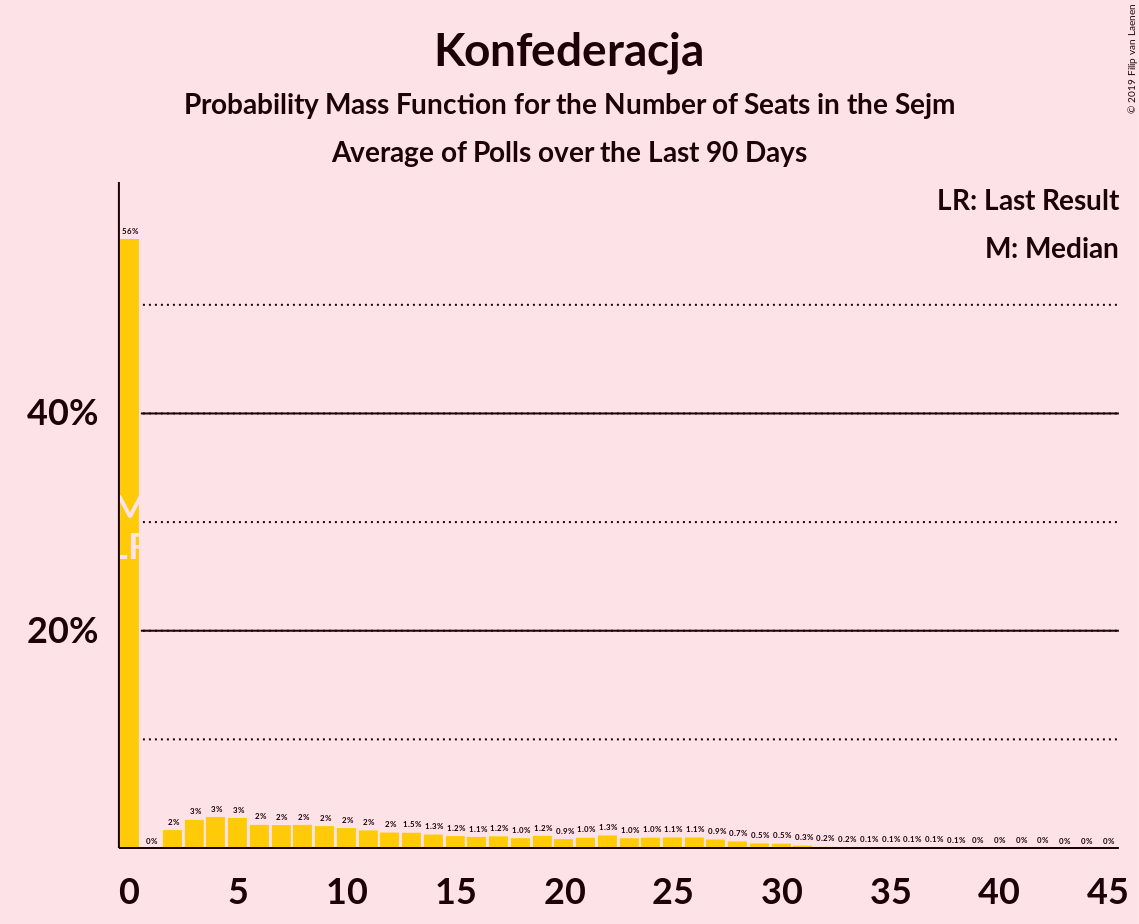 Konfederacja
Probability Mass Function for the Number of Seats in the Sejm
Average of Polls over the Last 90 Days
© 2019 Filip van Laenen
LR: Last Result
M: Median
56%
40%
M
LR
20%
0% 2% 3% 3% 3% 2% 2% 2% 2% 2% 2% 2% 1.5% 1.3% 1.2% 1.1% 1.2% 1.0% 1.2% 0.9% 1.0% 1.3% 1.0% 1.0% 1.1% 1.1% 0.9% 0.7% 0.5% 0.5% 0.3% 0.2% 0.2% 0.1% 0.1% 0.1% 0.1% 0.1% 0% 0% 0% 0% 0% 0% 0%
0 5 10 15 20 25 30 35 40 45